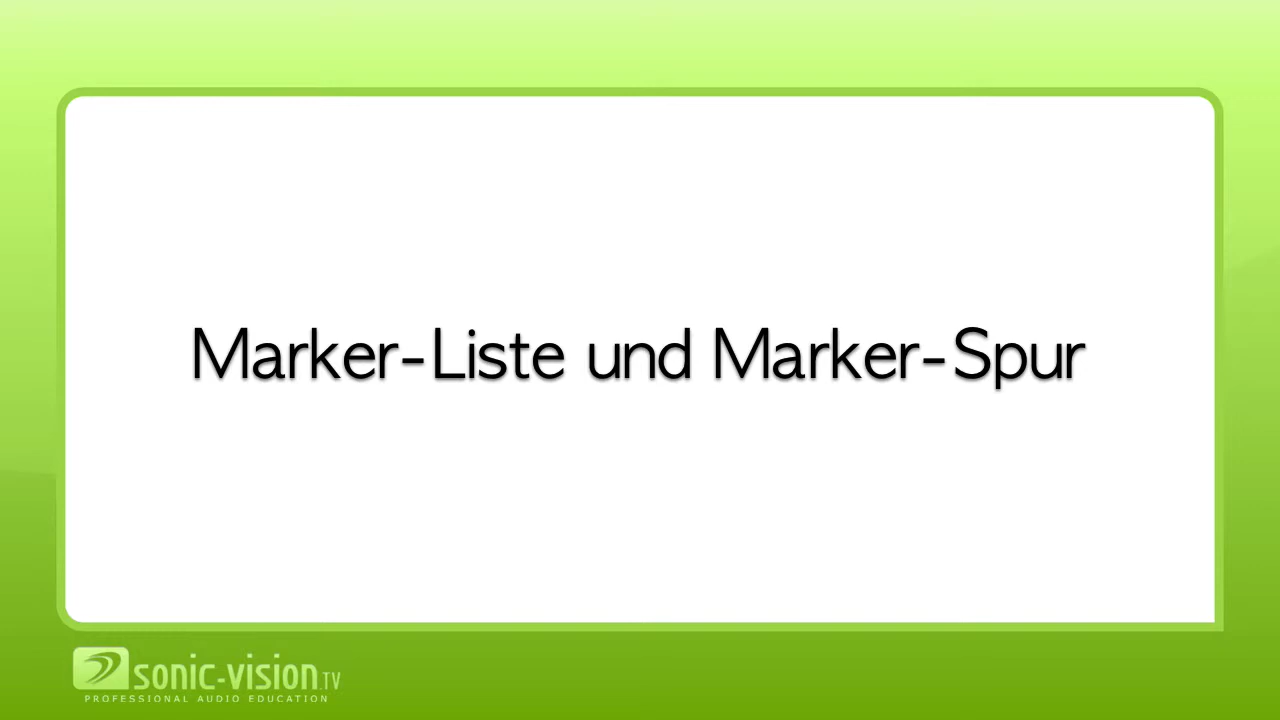 Marker-Liste und Marker-Spur
sonic-vision.TV
PROFESSIONAL AUDIO EDUCATION